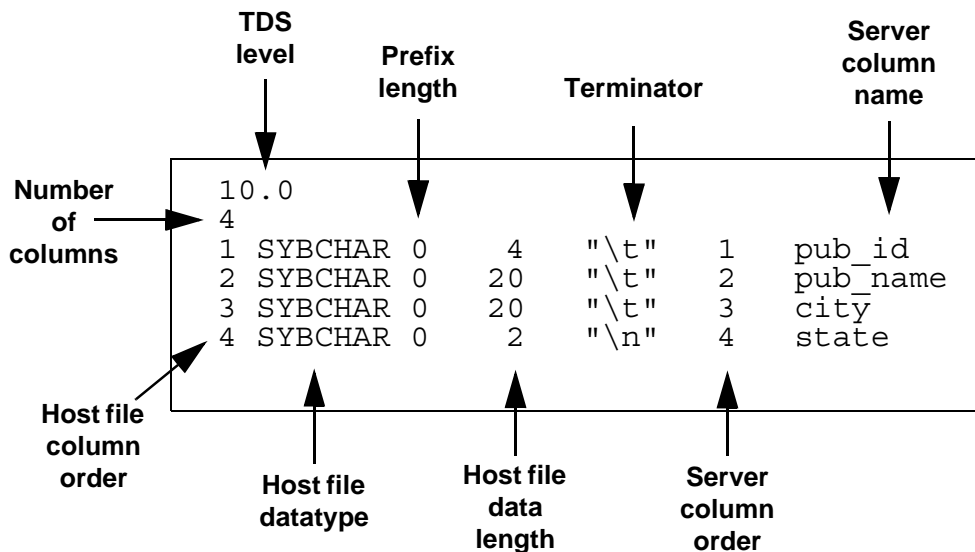 TDS
level
Prefix
length
Terminator
Server
column
name
Number
of
columns
10.0
4
1 SYBCHAR 0 4 "\t" 1 pub_id
2 SYBCHAR 0 20 "\t" 2 pub_name
3 SYBCHAR 0 20 "\t" 3 city
4 SYBCHAR 0 2 "\n" 4 state
Host file
column
order
Host file
datatype
Host file
data
length
Server
column
order